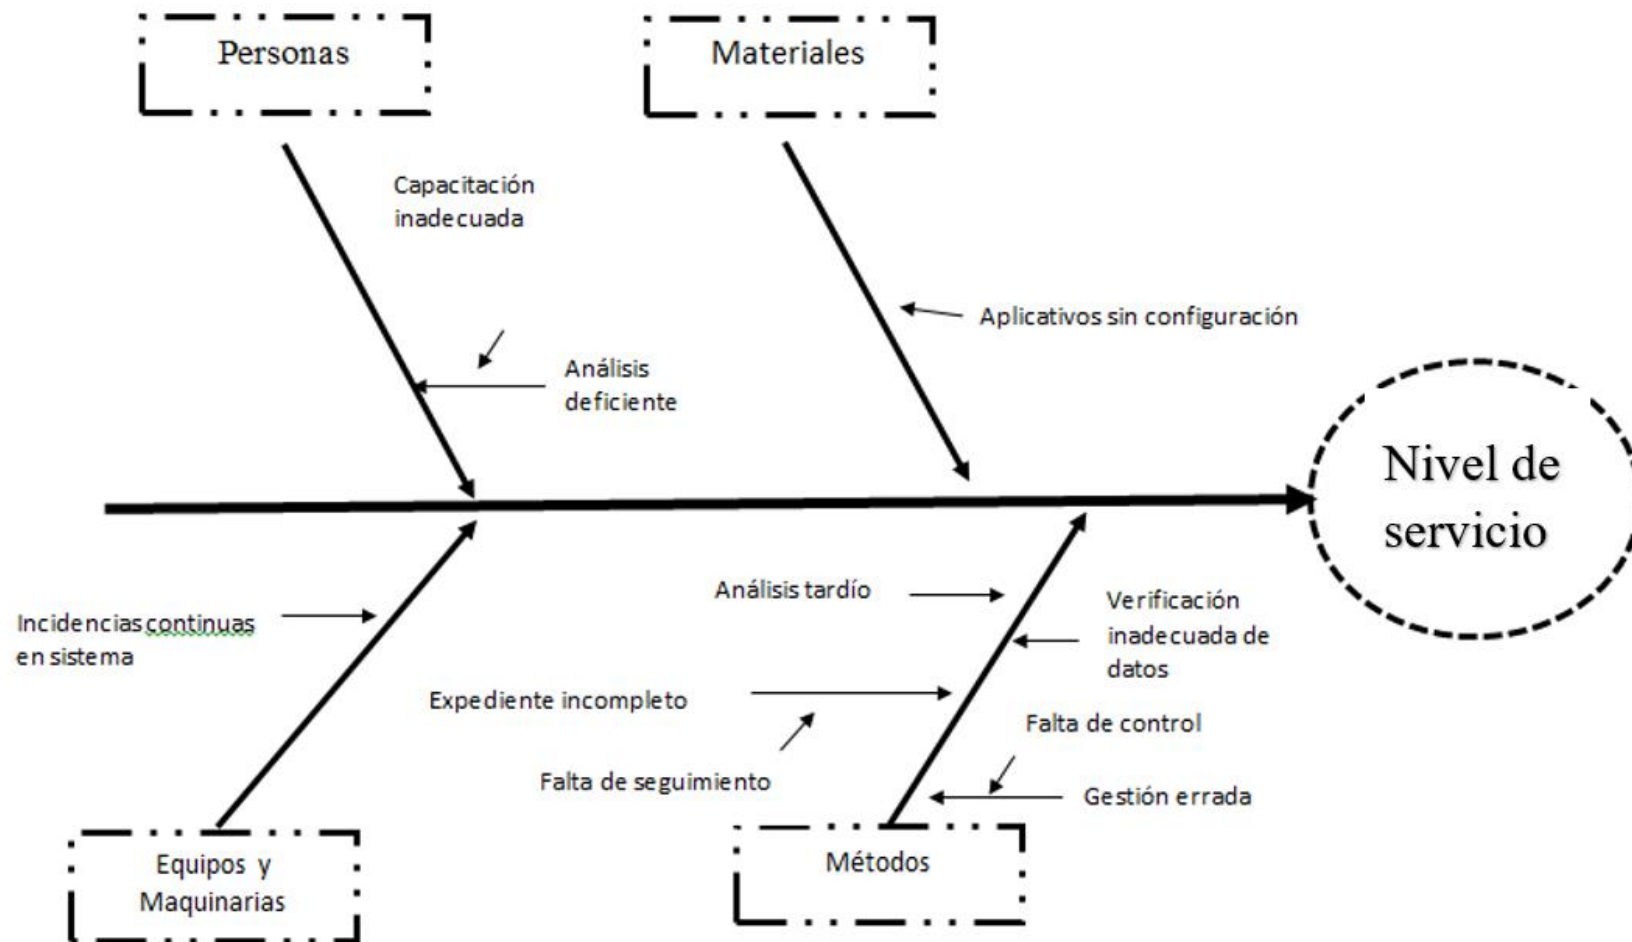 Personas
Materiales
Capacitación
inadecuada
Aplicativos sin configuración
Análisis
deficiente
Nivel de
servicio
Análisis tardío
Verificación
inadecuada de
datos
Incidencias continuas
en sistema
Expediente incompleto
Falta de control
Falta de seguimiento
Gestión errada
Equipos y
Maquinarias
Métodos